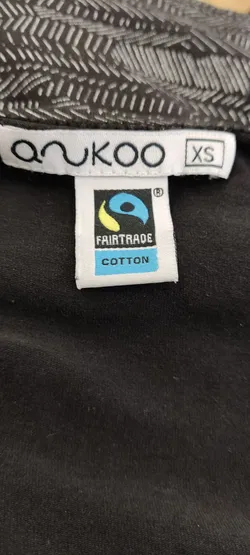 ANUKOO XS
®
FAIRTRADE
COTTON